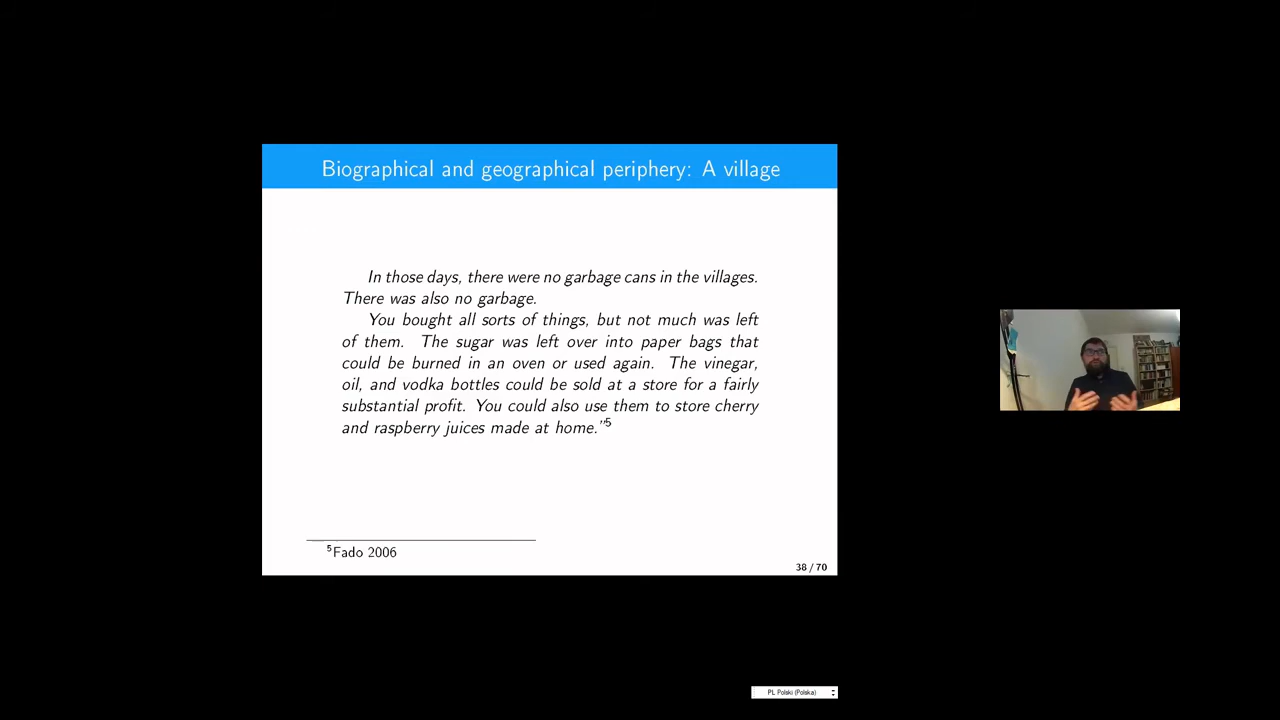 Biographical and geographical periphery: A village
In those days, there were no garbage cans in the villages.
There was also no garbage.
You bought all sorts of things, but not much was left
of them. The sugar was left over into paper bags that
could be burned in an oven or used again. The vinegar,
oil, and vodka bottles could be sold at a store for a fairly
substantial profit. You could also use them to store cherry
and raspberry juices made at home.”5
5Fado 2006
38 / 70
PL Polski (Polska)